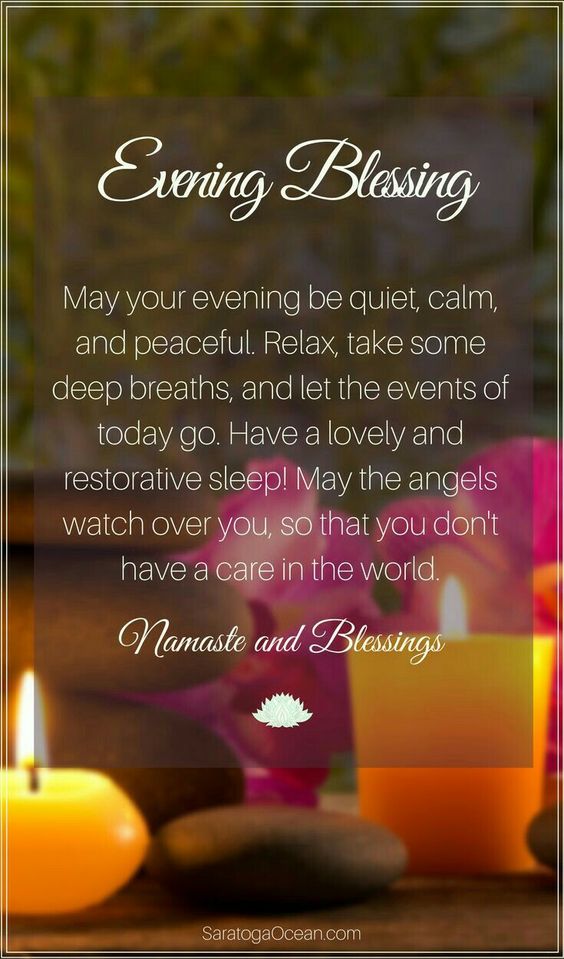 Evening Blessing
May your evening be quiet, calm,
and peaceful. Relax, take some
deep breaths, and let the events of
today go. Have a lovely and
restorative sleep! May the angels
watch over you, so that you don't
have a care in the world.
Namaste and Blessings
SaratogaOcean.com